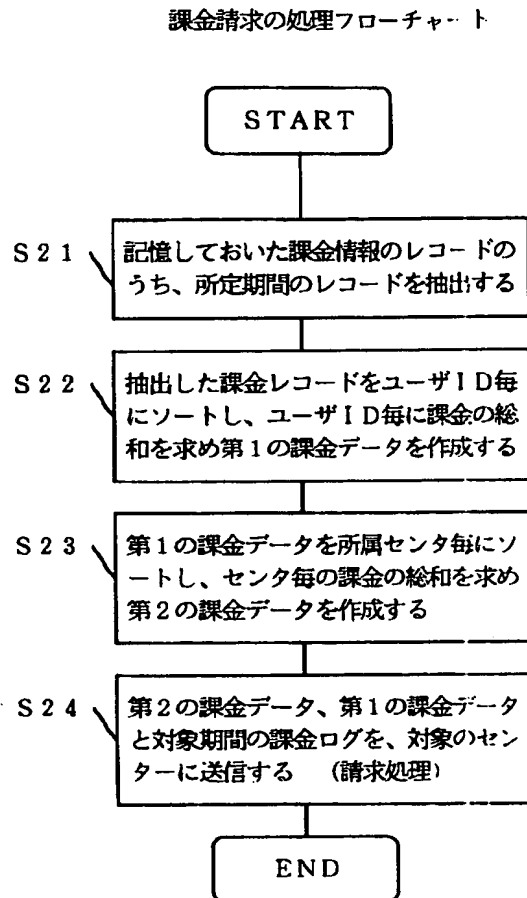 課金請求の処理フローチャート
START
S21
記憶しておいた課金情報のレコードの
うち、所定期間のレコードを抽出する
S22
抽出した課金レコードをユーザID毎
にソートし、ユーザID毎に課金の総
和を求め第1の課金データを作成する
S23
第1の課金データを所属センタ毎にソ
ートし、センタ毎の課金の総和を求め
第2の課金データを作成する
S24
第2の課金データ、第1の課金データ
と対象期間の課金ログを、対象のセン
ターに送信する (請求処理)
END